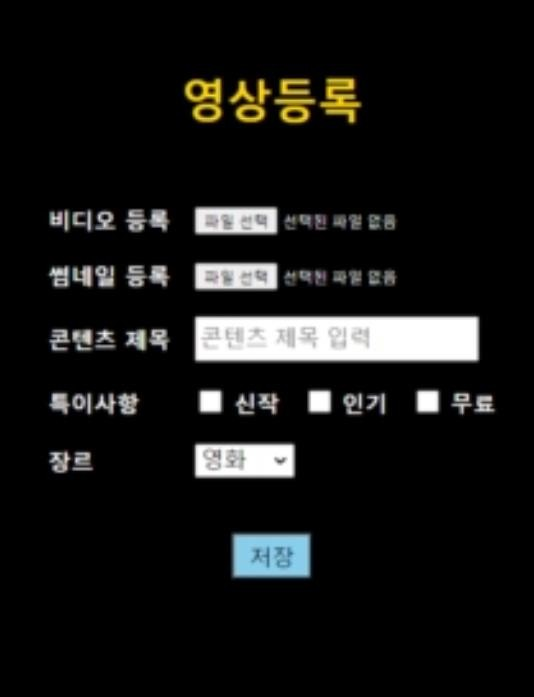 영상등록
비디오 등록 파일 선택 선택된 파일 없음
썸네일 등록 파일 선택 선택된 파일 없음
콘텐츠 제목 콘텐츠 제목 입력
특이사항 신작 인기 무료
장르 영화
저장